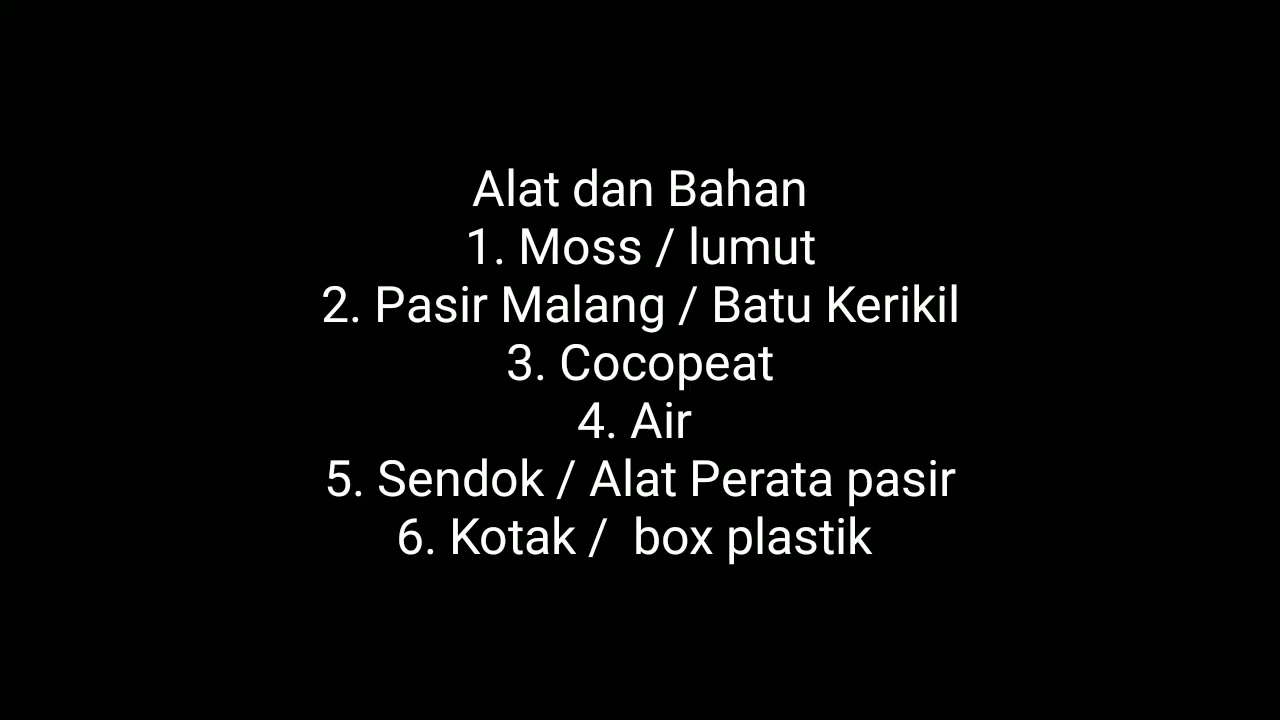 Alat dan Bahan
1. Moss / lumut
2. Pasir Malang / Batu Kerikil
3. Cocopeat
4. Air
5. Sendok / Alat Perata pasir
6. Kotak /  box plastik